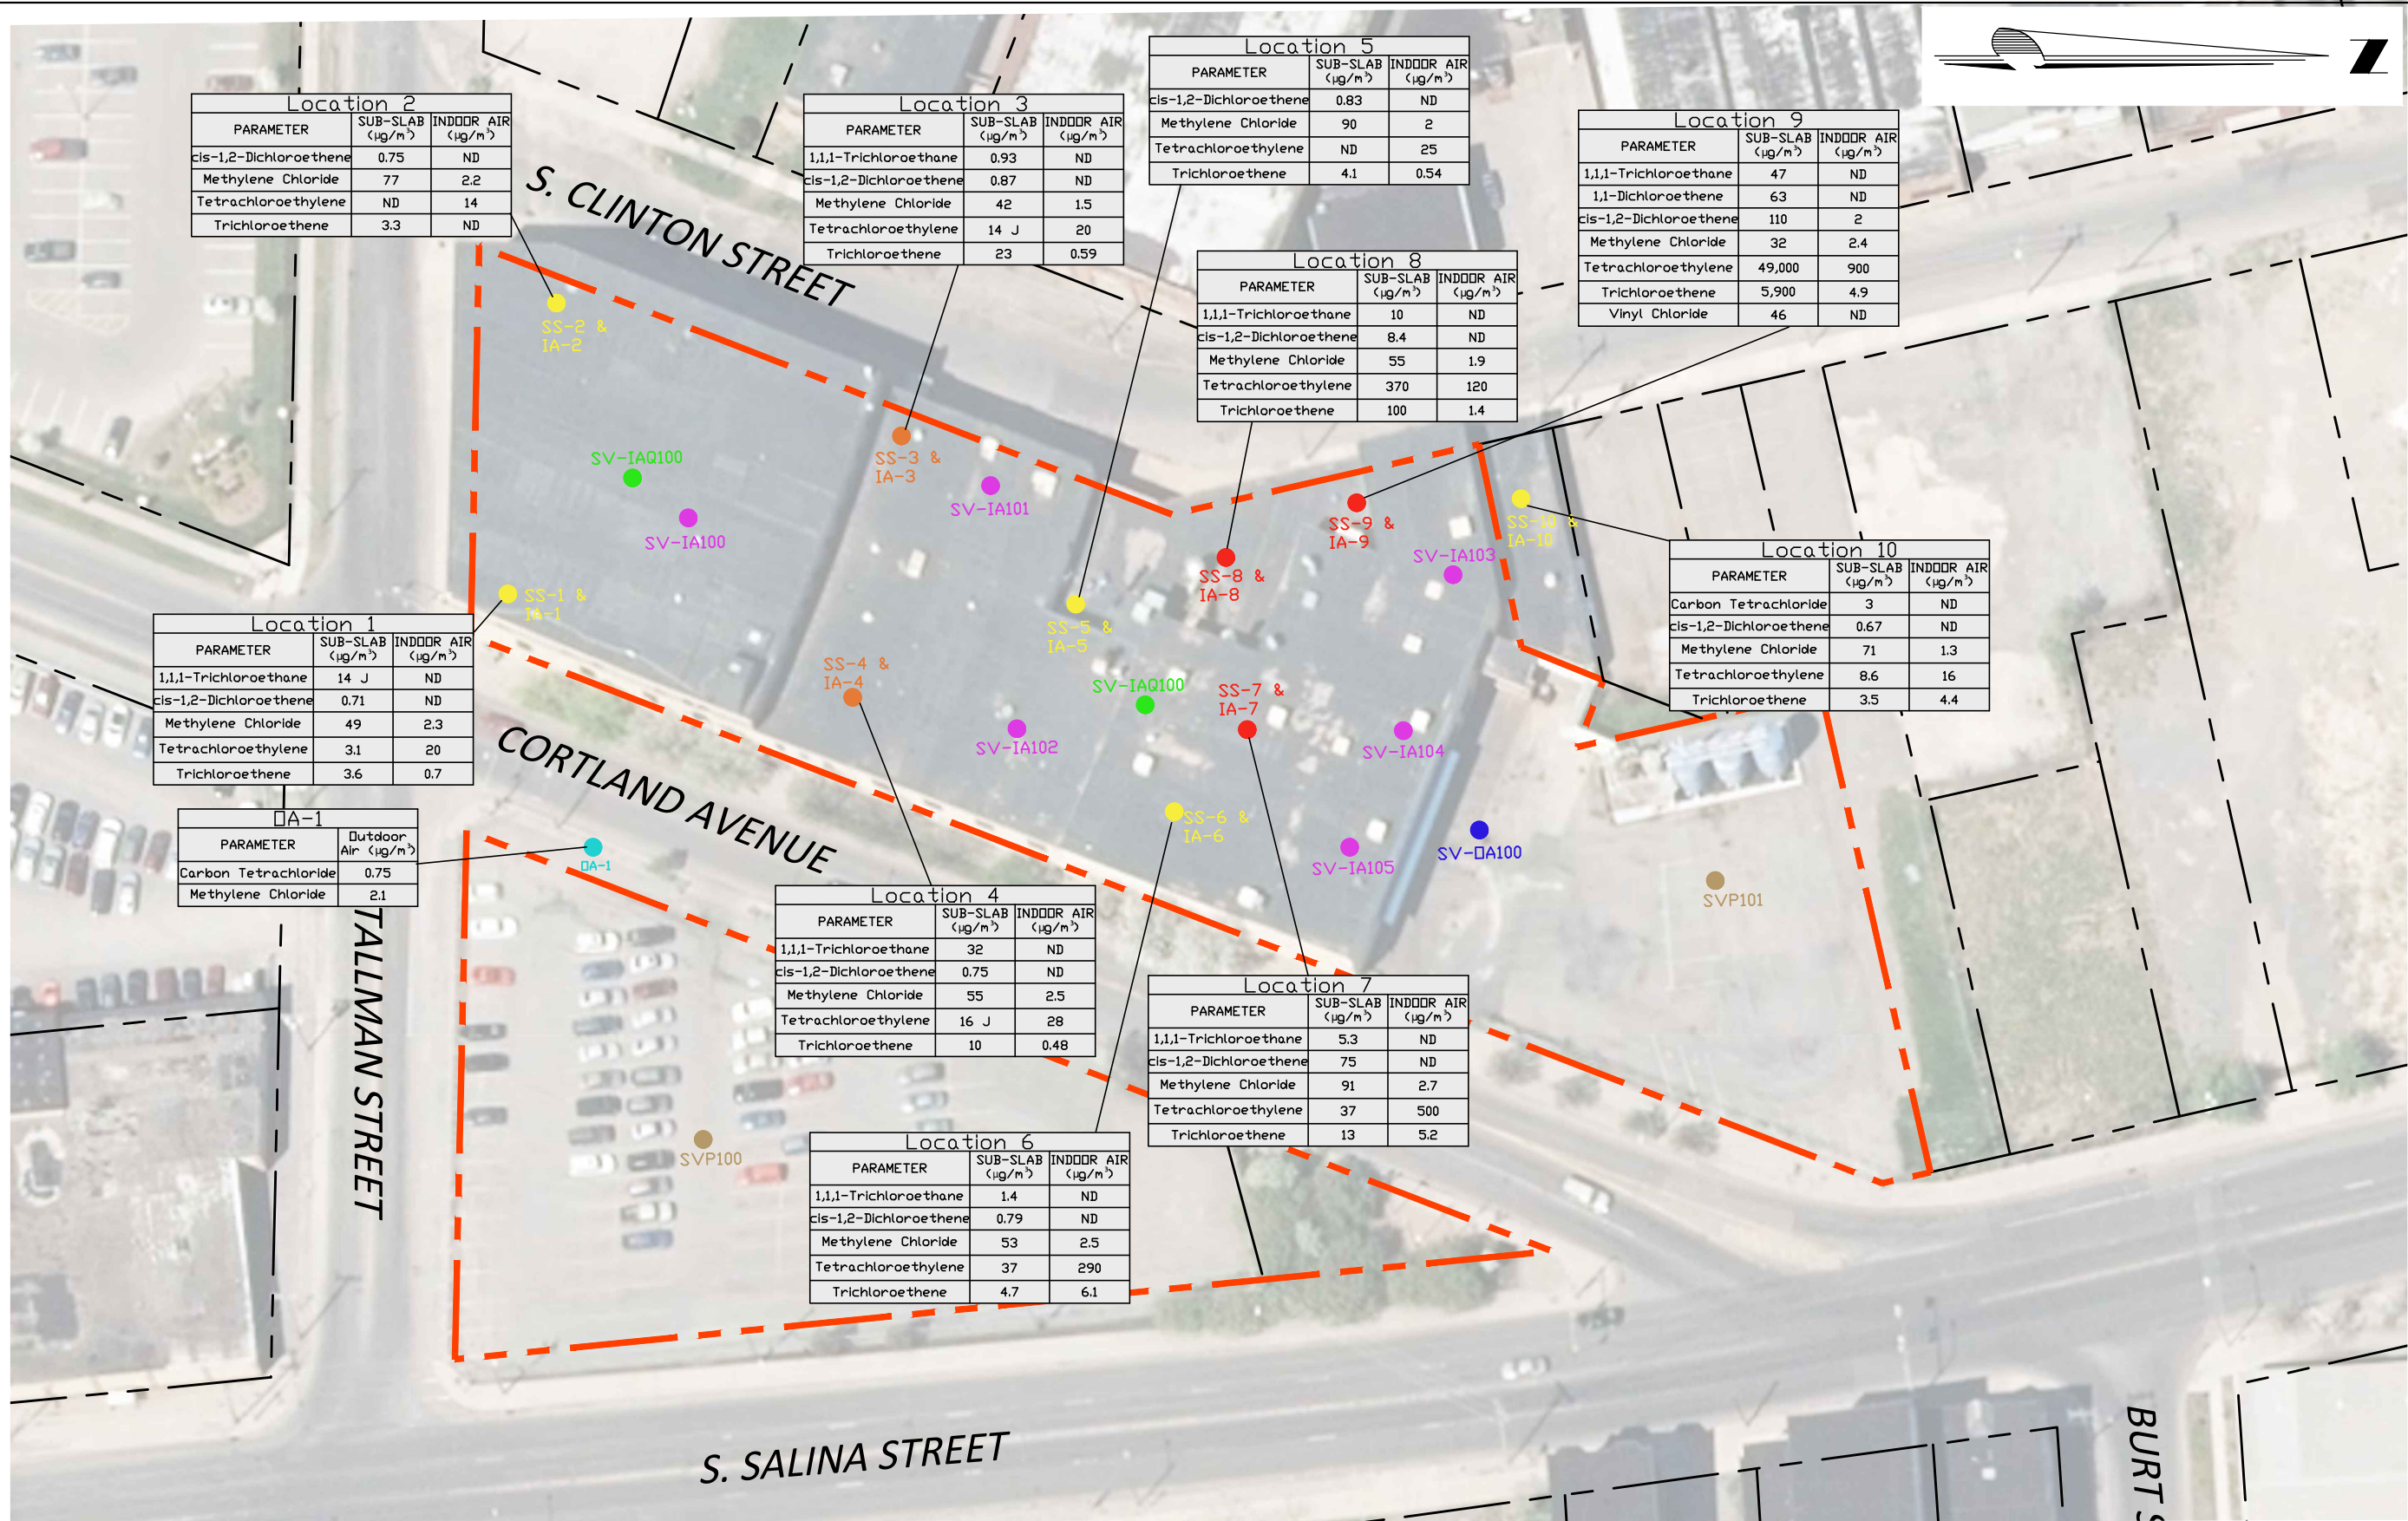 Location 2
PARAMETER SUB-SLAB (µg/m³) INDOOR AIR (µg/m³)
cis-1,2-Dichloroethene 0.75 ND
Methylene Chloride 77 2.2
Tetrachloroethylene ND 14
Trichloroethene 3.3 ND
Location 3
PARAMETER SUB-SLAB (µg/m³) INDOOR AIR (µg/m³)
1,1,1-Trichloroethane 0.93 ND
cis-1,2-Dichloroethene 0.87 ND
Methylene Chloride 42 1.5
Tetrachloroethylene 14 J 20
Trichloroethene 23 0.59
Location 5
PARAMETER SUB-SLAB (µg/m³) INDOOR AIR (µg/m³)
cis-1,2-Dichloroethene 0.83 ND
Methylene Chloride 90 2
Tetrachloroethylene ND 25
Trichloroethene 4.1 0.54
Location 9
PARAMETER SUB-SLAB (µg/m³) INDOOR AIR (µg/m³)
1,1,1-Trichloroethane 47 ND
1,1-Dichloroethene 63 ND
cis-1,2-Dichloroethene 110 2
Methylene Chloride 32 2.4
Tetrachloroethylene 49,000 900
Trichloroethene 5,900 4.9
Vinyl Chloride 46 ND
Z
Location 8
PARAMETER SUB-SLAB (µg/m³) INDOOR AIR (µg/m³)
1,1,1-Trichloroethane 10 ND
cis-1,2-Dichloroethene 8.4 ND
Methylene Chloride 55 1.9
Tetrachloroethylene 370 120
Trichloroethene 100 1.4
S. CLINTON STREET
SS-2 &
IA-2
SV-IAQ100
SV-IA100
SS-3 &
IA-3
SV-IA101
SS-9 &
IA-9
SS-10 &
IA-10
SV-IA103
SS-8 &
IA-8
SS-1 &
IA-1
SS-5 &
IA-5
SS-4 &
IA-4
SV-IAQ100
SS-7 &
IA-7
SV-IA102
SV-IA104
SS-6 &
IA-6
SV-IA105
SV-OA100
SVP101
Location 10
PARAMETER SUB-SLAB (µg/m³) INDOOR AIR (µg/m³)
Carbon Tetrachloride 3 ND
cis-1,2-Dichloroethene 0.67 ND
Methylene Chloride 71 1.3
Tetrachloroethylene 8.6 16
Trichloroethene 3.5 4.4
Location 1
PARAMETER SUB-SLAB (µg/m³) INDOOR AIR (µg/m³)
1,1,1-Trichloroethane 14 J ND
cis-1,2-Dichloroethene 0.71 ND
Methylene Chloride 49 2.3
Tetrachloroethylene 3.1 20
Trichloroethene 3.6 0.7
CORTLAND AVENUE
OA-1
PARAMETER Outdoor Air (µg/m³)
Carbon Tetrachloride 0.75
Methylene Chloride 2.1
OA-1
TALLMAN STREET
Location 4
PARAMETER SUB-SLAB (µg/m³) INDOOR AIR (µg/m³)
1,1,1-Trichloroethane 32 ND
cis-1,2-Dichloroethene 0.75 ND
Methylene Chloride 55 2.5
Tetrachloroethylene 16 J 28
Trichloroethene 10 0.48
Location 7
PARAMETER SUB-SLAB (µg/m³) INDOOR AIR (µg/m³)
1,1,1-Trichloroethane 5.3 ND
cis-1,2-Dichloroethene 75 ND
Methylene Chloride 91 2.7
Tetrachloroethylene 37 500
Trichloroethene 13 5.2
SVP100
Location 6
PARAMETER SUB-SLAB (µg/m³) INDOOR AIR (µg/m³)
1,1,1-Trichloroethane 1.4 ND
cis-1,2-Dichloroethene 0.79 ND
Methylene Chloride 53 2.5
Tetrachloroethylene 37 290
Trichloroethene 4.7 6.1
S. SALINA STREET
BURT S